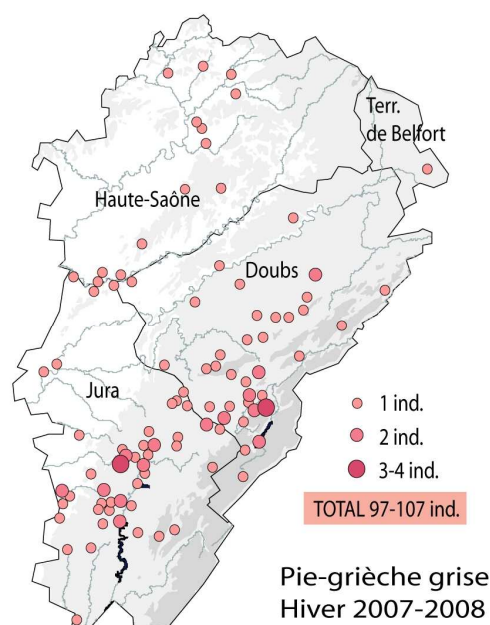 Terr.
de Belfort
Haute-Saône
Doubs
Jura
1 ind.
2 ind.
3-4 ind.
TOTAL 97-107 ind.
Pie-grièche grise
Hiver 2007-2008